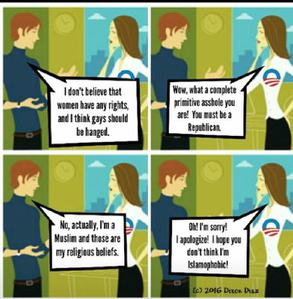 I don't believe that
women have any rights,
and I think gays should
be hanged.
Wow, what a complete
primitive asshole you
are! You must be a
Republican.
No, actually, I'm a
Muslim and those are
my religious beliefs.
Oh! I'm sorry!
I apologize! I hope you
don't think I'm
Islamophobic!
(c) 2016 Dixon Diaz